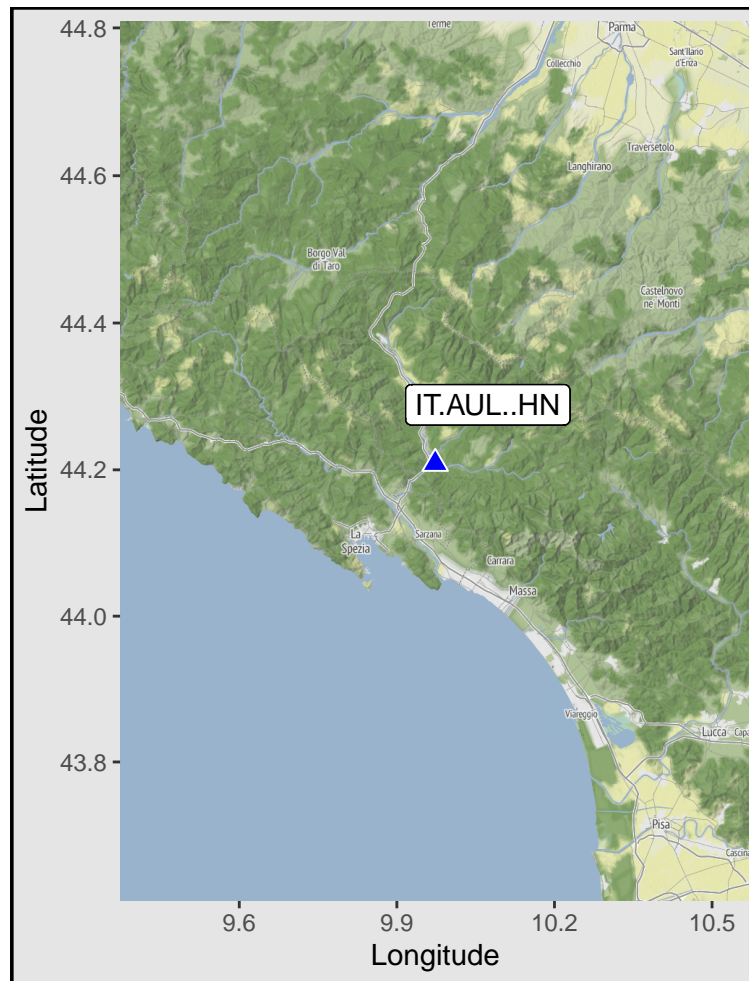 Terme
44.8
Parma
Sant'Ilario
d'Enza
Collecchio
Traversetolo
Langhirano
44.6
Borgo Val
di Taro
Castelnovo
ne' Monti
44.4
IT.AUL..HN
Latitude
44.2
La
Spezia
Sarzana
Carrara
Massa
44.0
Viareggio
Lucca
Capa
43.8
Pisa
Cascina
9.6
9.9
10.2
10.5
Longitude